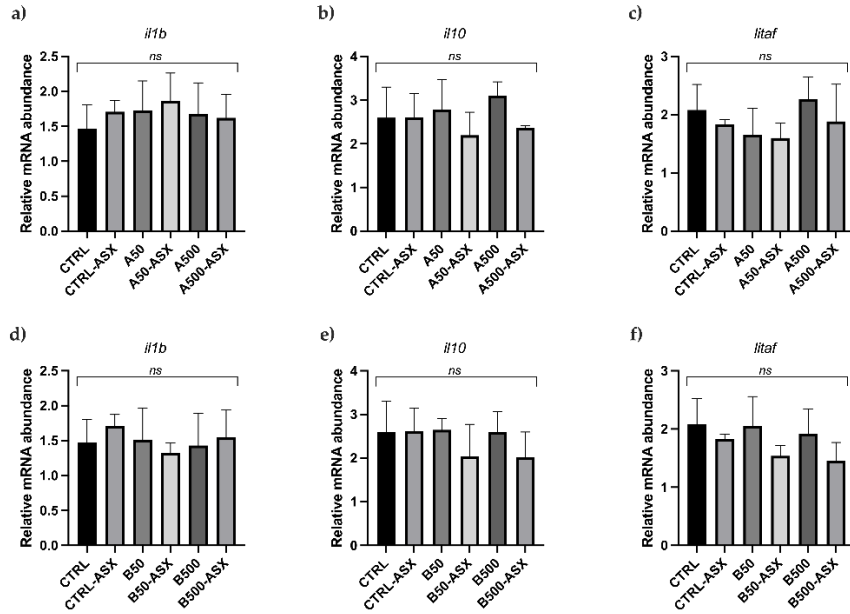 a)
il1b
ns
Relative mRNA abundance
2.5
2.0
1.5
1.0
0.5
0.0
CTRL
CTRL-ASX
A50
A50-ASX
A500
A500-ASX
b)
il10
ns
Relative mRNA abundance
4
3
2
1
0
CTRL
CTRL-ASX
A50
A50-ASX
A500
A500-ASX
c)
litaf
ns
Relative mRNA abundance
3
2
1
0
CTRL
CTRL-ASX
A50
A50-ASX
A500
A500-ASX
d)
il1b
ns
Relative mRNA abundance
2.5
2.0
1.5
1.0
0.5
0.0
CTRL
CTRL-ASX
B50
B50-ASX
B500
B500-ASX
e)
il10
ns
Relative mRNA abundance
4
3
2
1
0
CTRL
CTRL-ASX
B50
B50-ASX
B500
B500-ASX
f)
litaf
ns
Relative mRNA abundance
3
2
1
0
CTRL
CTRL-ASX
B50
B50-ASX
B500
B500-ASX